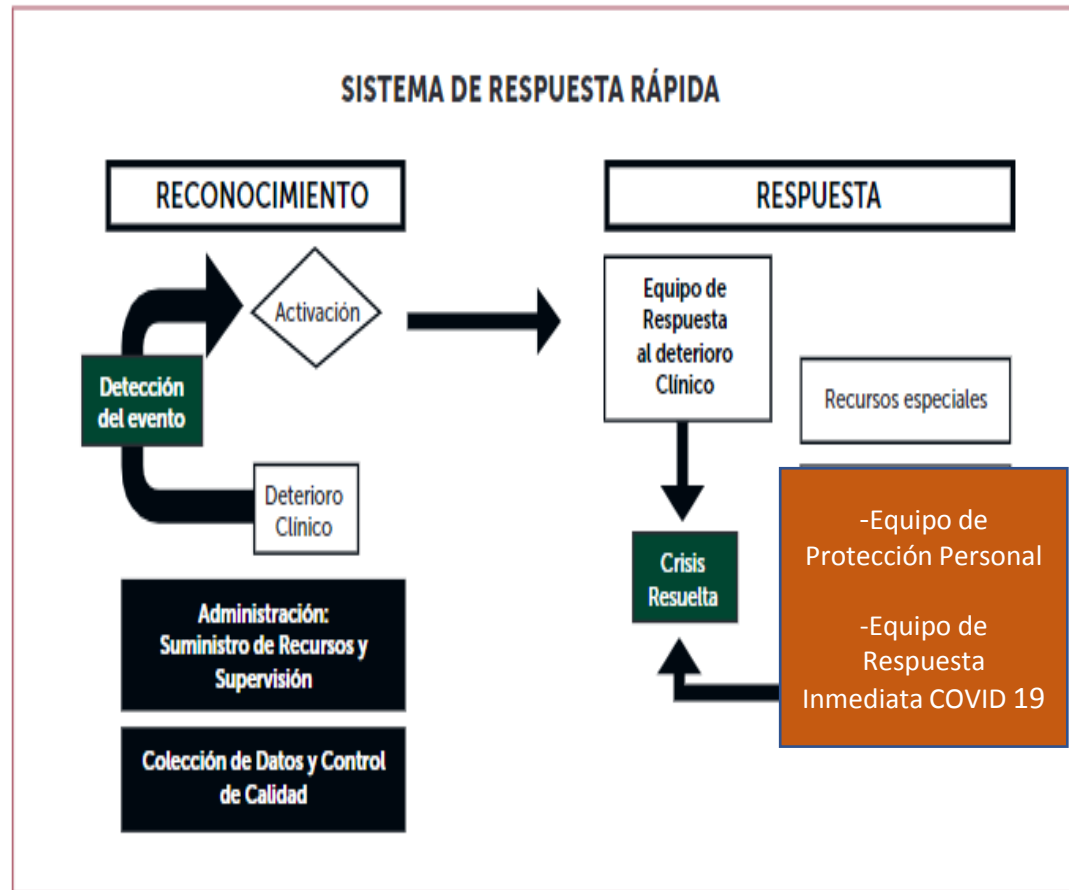 SISTEMA DE RESPUESTA RÁPIDA
RECONOCIMIENTO
Activación
Detección
del evento
Deterioro
Clínico
Administración:
Suministro de Recursos y
Supervisión
Colección de Datos y Control
de Calidad
RESPUESTA
Equipo de
Respuesta
al deterioro
Clínico
Recursos especiales
Crisis
Resuelta
-Equipo de
Protección Personal
-Equipo de
Respuesta
Inmediata COVID 19